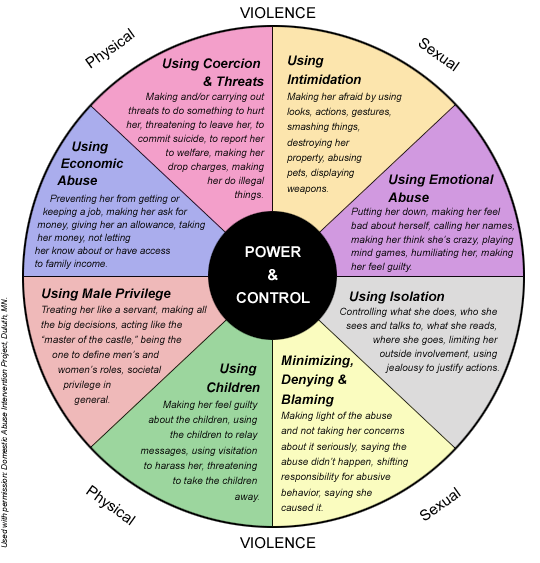 VIOLENCE
Physical
Sexual
Using Coercion
& Threats
Making and/or carrying out
threats to do something to hurt
her, threatening to leave her, to
commit suicide, to report her
to welfare, making her
drop charges, making
her do illegal
things.
Using
Intimidation
Making her afraid by using
looks, actions, gestures,
smashing things,
destroying her
property, abusing
pets, displaying
weapons.
Using
Economic
Abuse
Preventing her from getting or
keeping a job, making her ask for
money, giving her an allowance, taking
her money, not letting
her know about or have access
to family income.
Using Emotional
Abuse
Putting her down, making her feel
bad about herself, calling her names,
making her think she's crazy, playing
mind games, humiliating her, making
her feel guilty.
POWER
&
CONTROL
Using Male Privilege
Treating her like a servant, making all
the big decisions, acting like the
"master of the castle," being the
one to define men's and
women's roles, societal
privilege in
general.
Using Isolation
Controlling what she does, who she
sees and talks to, what she reads,
where she goes, limiting her
outside involvement, using
jealousy to justify actions.
Using
Children
Making her feel guilty
about the children, using
the children to relay
messages, using visitation
to harass her, threatening
to take the children
away.
Minimizing,
Denying &
Blaming
Making light of the abuse
and not taking her concerns
about it seriously, saying the
abuse didn't happen, shifting
responsibility for abusive
behavior, saying she
caused it.
Physical
Sexual
VIOLENCE
Used with permission: Domestic Abuse Intervention Project, Duluth, MN.